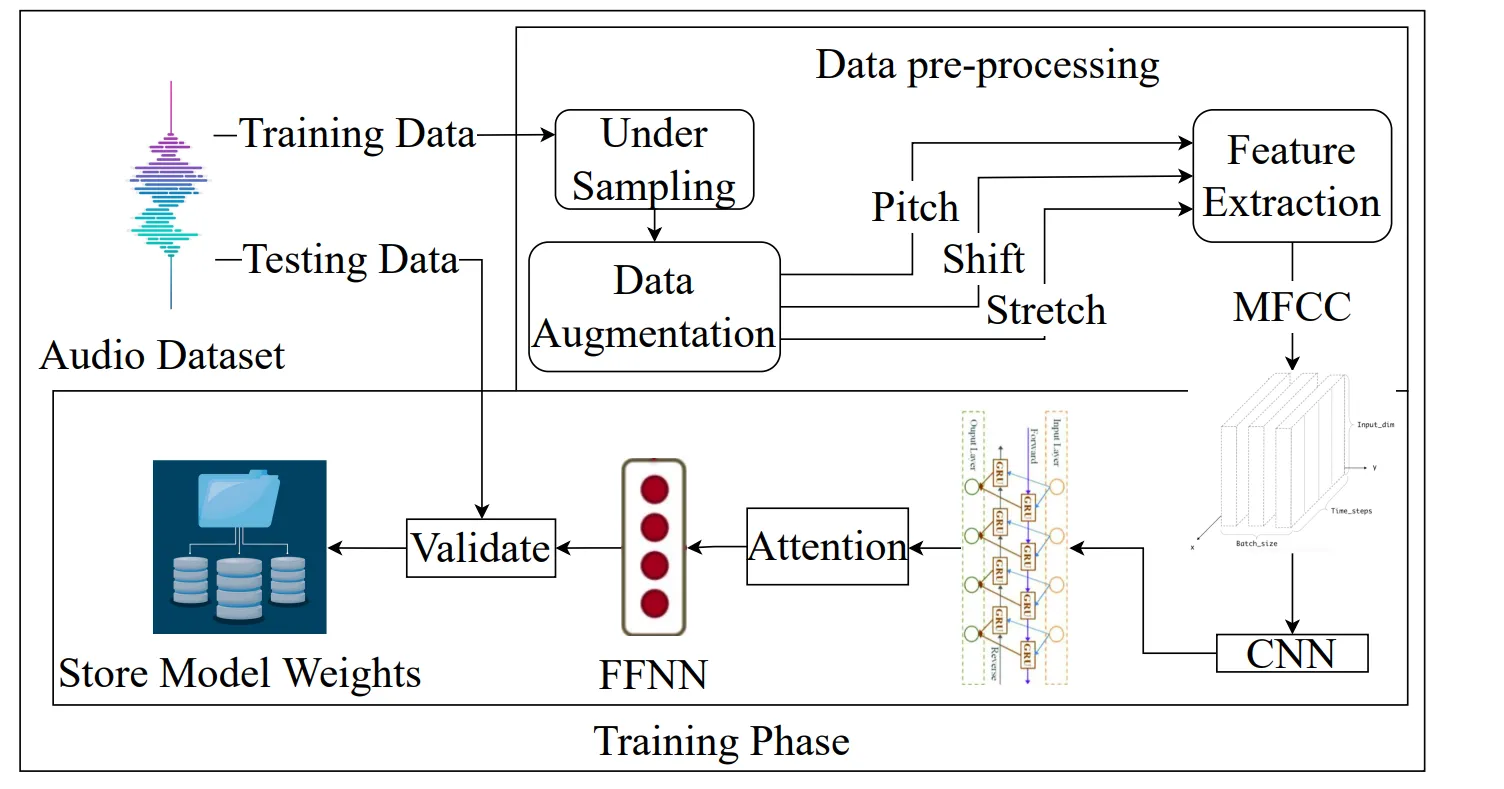 Data pre-processing
Training Data
Under
Sampling
Feature
Extraction
Pitch
Shift
Stretch
Testing Data
Data
Augmentation
MFCC
Audio Dataset
Input_dim
y
Time_steps
x
Batch_size
Ouput Layer
Forward
Input Layer
GRU
GRU
GRU
GRU
GRU
GRU
GRU
GRU
Reverse
Validate
Attention
CNN
Store Model Weights
FFNN
Training Phase